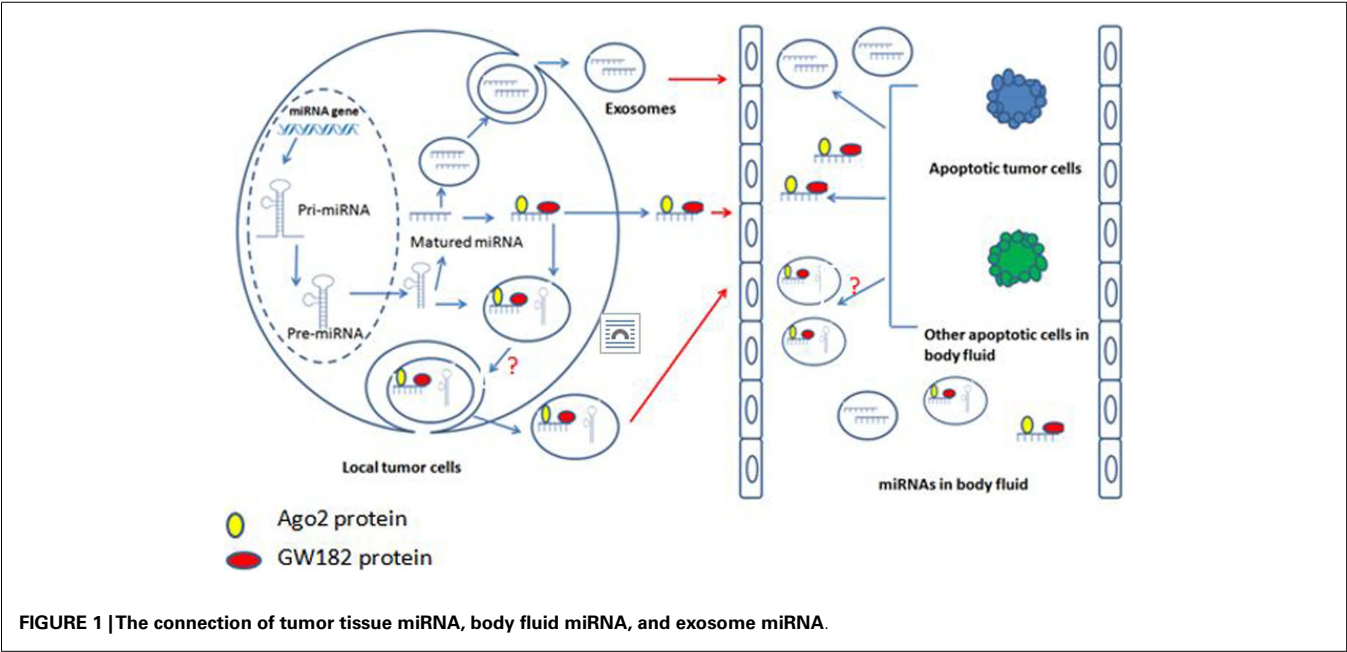 miRNA gene
Pri-miRNA
Pre-miRNA
Matured miRNA
Exosomes
?
Local tumor cells
Apoptotic tumor cells
?
Other apoptotic cells in
body fluid
miRNAs in body fluid
Ago2 protein
GW182 protein
FIGURE 1 | The connection of tumor tissue miRNA, body fluid miRNA, and exosome miRNA.